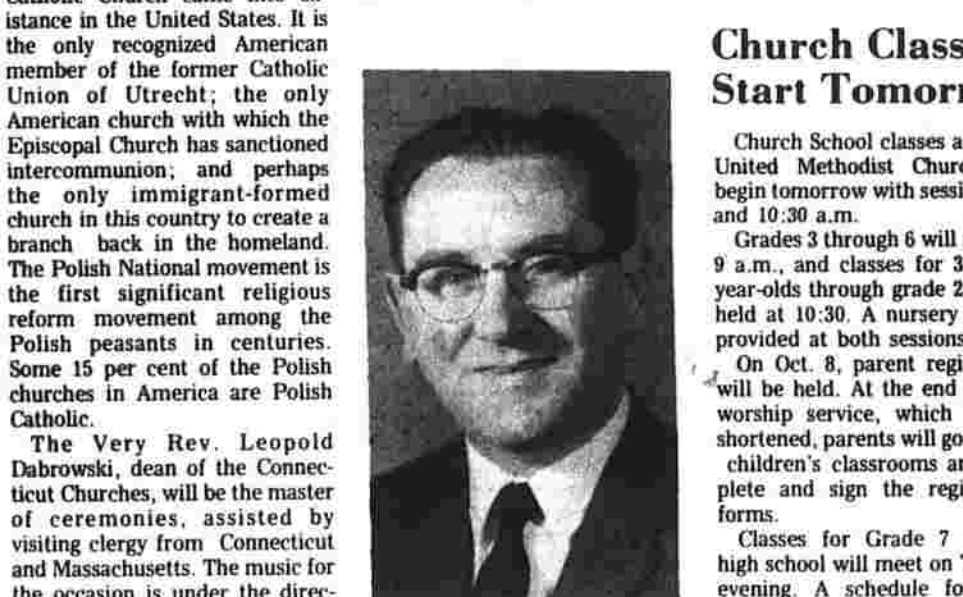 istance in the United States. It is
the only recognized American
member of the former Catholic
Union of Utrecht; the only
American church with which the
Episcopal Church has sanctioned
intercommunion; and perhaps
the only immigrant-formed
church in this country to create a
branch back in the homeland.
The Polish National movement is
the first significant religious
reform movement among the
Polish peasants in centuries.
Some 15 per cent of the Polish
churches in America are Polish
Catholic.
The Very Rev. Leopold
Dabrowski, dean of the Connec-
ticut Churches, will be the master
of ceremonies, assisted by
visiting clergy from Connecticut
and Massachusetts. The music for
the occasion is under the direc-
Church Class
Start Tomorr
Church School classes a
United Methodist Churc
begin tomorrow with sessi
and 10:30 a.m.
Grades 3 through 6 will
9 a.m., and classes for 3
year-olds through grade 2
held at 10:30. A nursery
provided at both sessions
On Oct. 8, parent regi
will be held. At the end
worship service, which
shortened, parents will go
children's classrooms an
plete and sign the regi
forms.
Classes for Grade 7
high school will meet on
evening. A schedule fo